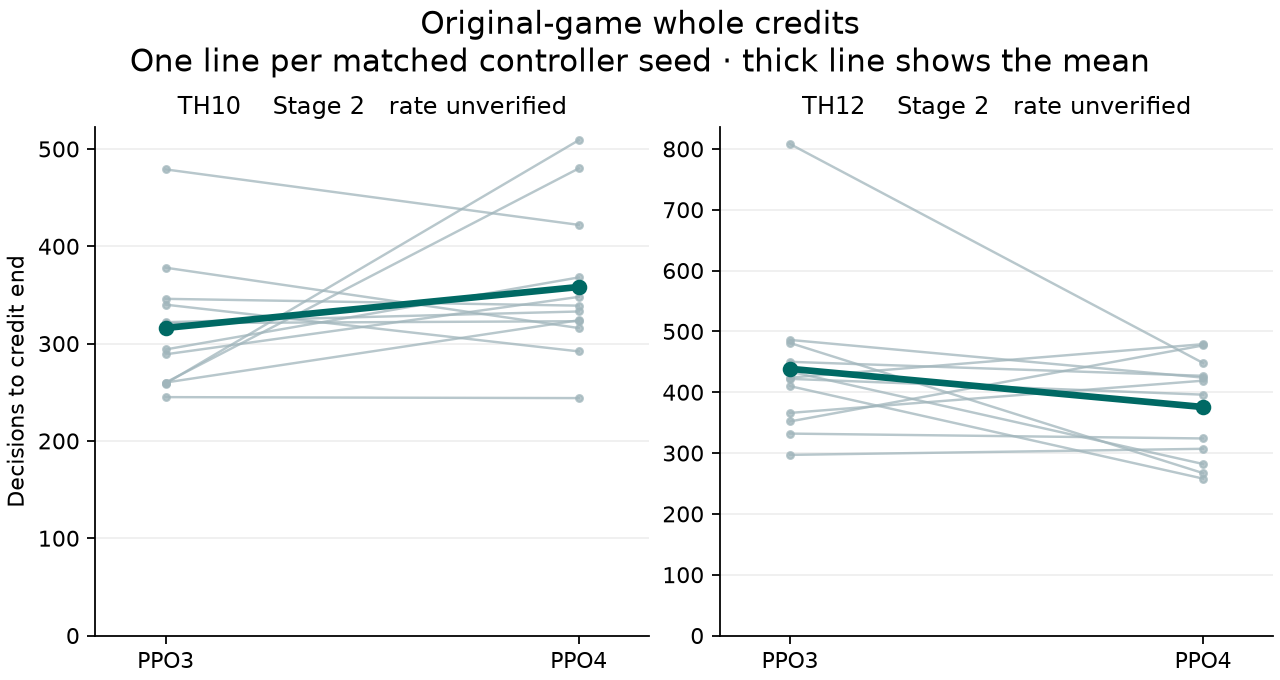 Original-game whole credits
One line per matched controller seed · thick line shows the mean
TH10 Stage 2 rate unverified
TH12 Stage 2 rate unverified
Decisions to credit end
500
400
300
200
100
0
PPO3
PPO4
800
700
600
500
400
300
200
100
0
PPO3
PPO4